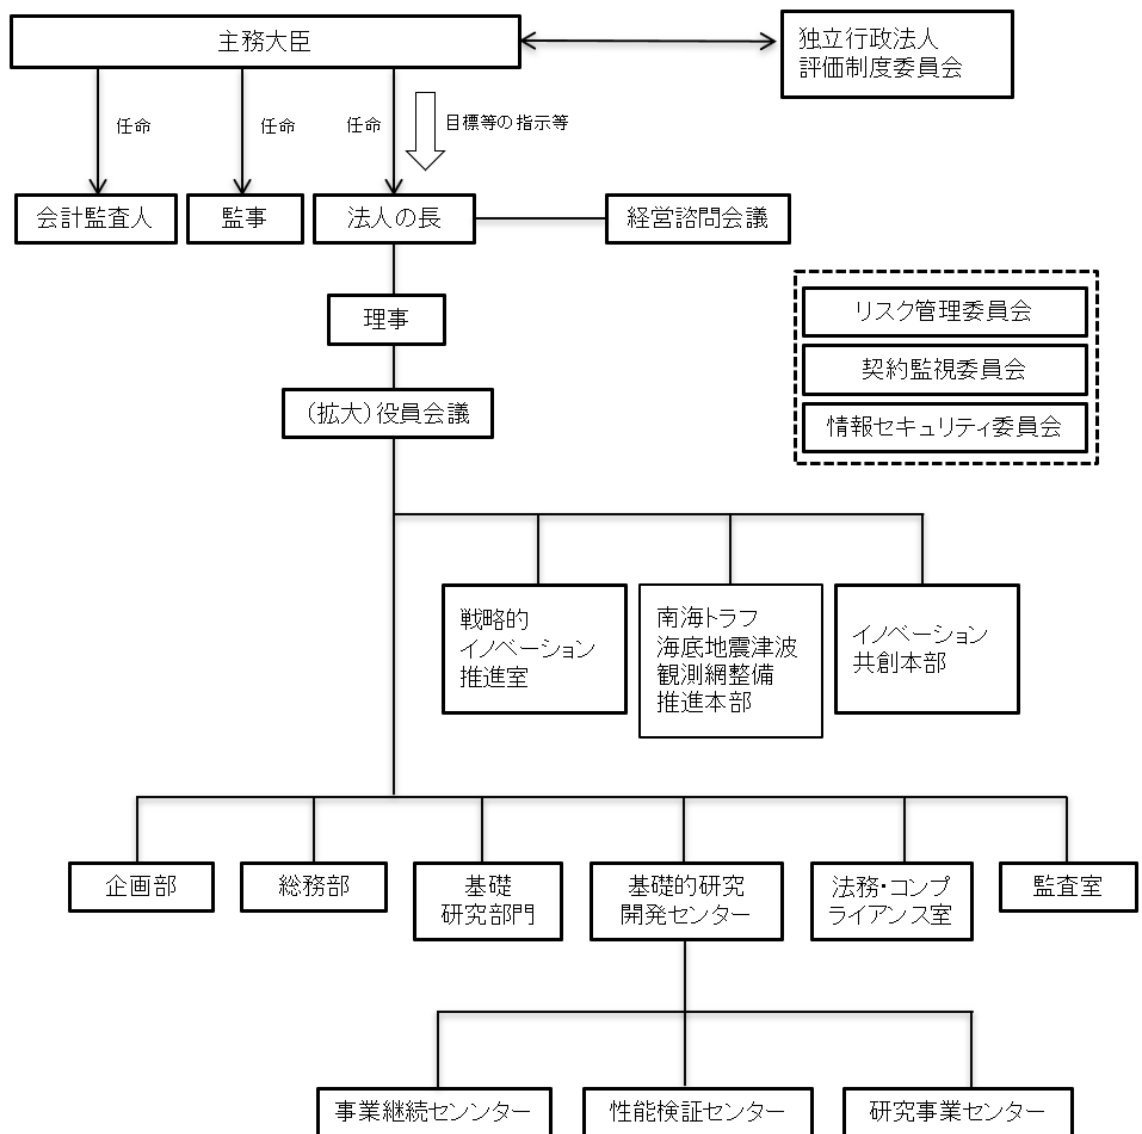 主務大臣
独立行政法人
評価制度委員会
任命
任命
任命
目標等の指示等
会計監査人
監事
法人の長
経営諮問会議
理事
リスク管理委員会
契約監視委員会
情報セキュリティ委員会
（拡大）役員会議
戦略的
イノベーション
推進室
南海トラフ
海底地震津波
観測網整備
推進本部
イノベーション
共創本部
企画部
総務部
基礎
研究部門
基礎的研究
開発センター
法務・コンプ
ライアンス室
監査室
事業継続センンター
性能検証センター
研究事業センター